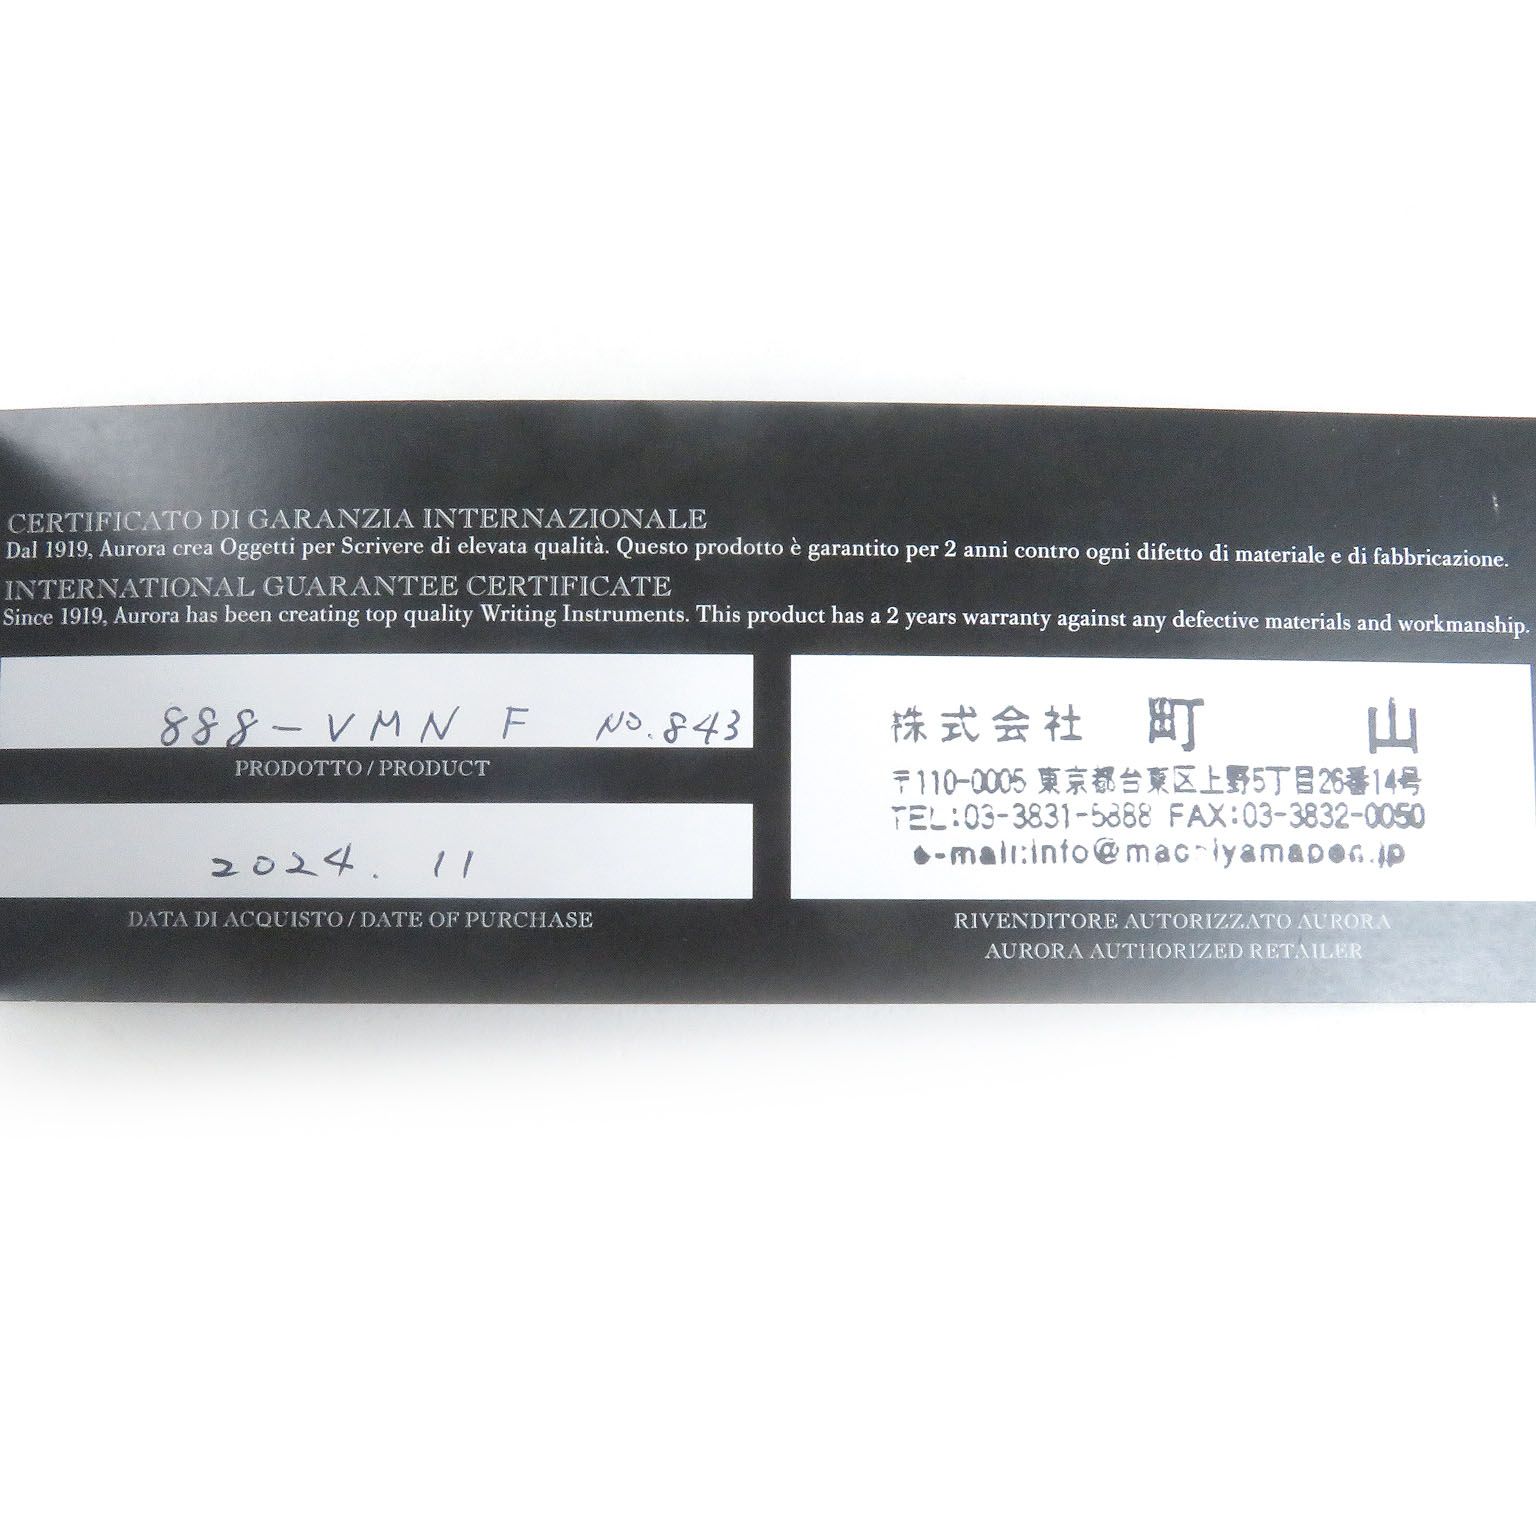 CERTIFICATO DI GARANZIA INTERNAZIONALE
Dal 1919, Aurora crea Oggetti per Scrivere di elevata qualità. Questo prodotto è garantito per 2 anni contro ogni difetto di materiale e di fabbricazione.
INTERNATIONAL GUARANTEE CERTIFICATE
Since 1919, Aurora has been creating top quality Writing Instruments. This product has a 2 years warranty against any defective materials and workmanship.
888-VMN F No.843
PRODOTTO / PRODUCT
2024. 11
DATA DI ACQUISTO / DATE OF PURCHASE
株式会社 町 山
〒110-0005 東京都台東区上野5丁目26番14号
TEL:03-3831-5888 FAX:03-3832-0050
e-mail:info@machiyamapen.jp
RIVENDITORE AUTORIZZATO AURORA
AURORA AUTHORIZED RETAILER